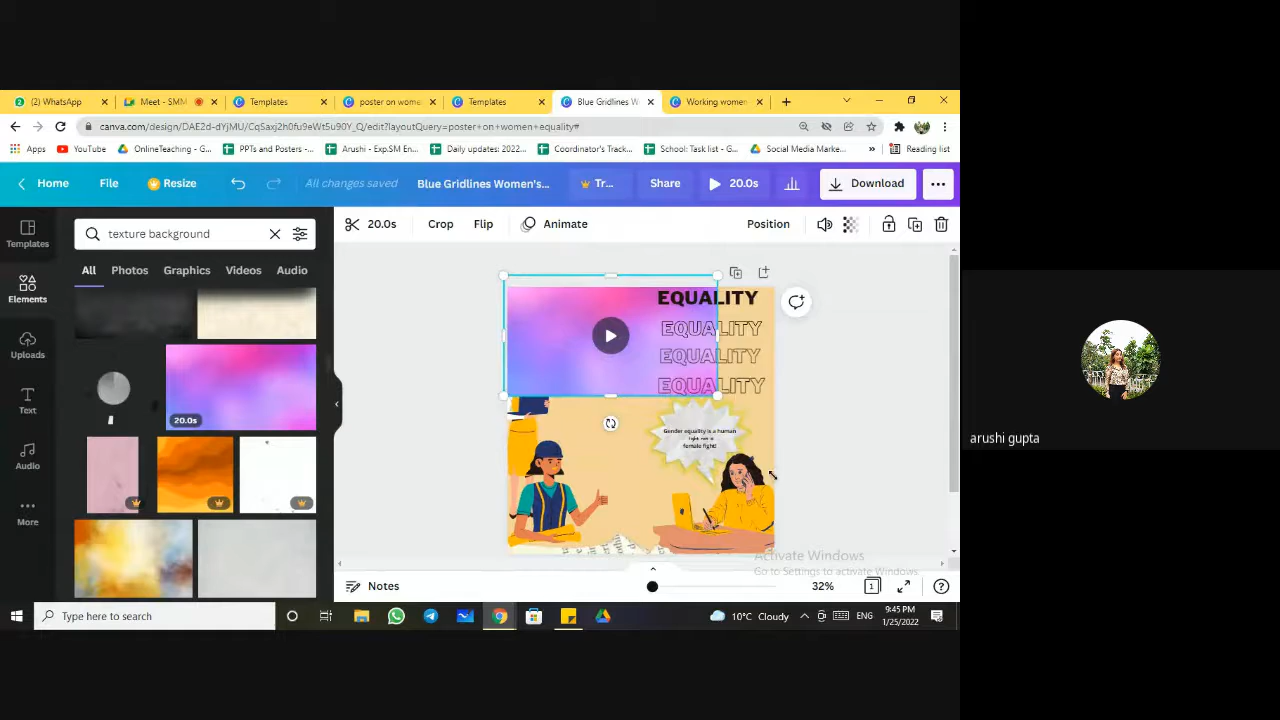 (2) WhatsApp
Meet - SMM
Templates
poster on wome
Templates
Blue Gridlines W
Working women
canva.com/design/DAE2d-dYjMU/CqSaxj2h0fu9eWt5u90Y_Q/edit?layoutQuery=poster+on+women+equality#
Apps
YouTube
OnlineTeaching - G...
PPTs and Posters -...
Arushi - Exp.SM En...
Daily updates: 2022...
Coordinator's Track...
School: Task list - G...
Social Media Marke...
»
Reading list
Home
File
Resize
All changes saved
Blue Gridlines Women's...
Tr...
Share
20.0s
Download
Templates
Elements
Uploads
Text
Audio
More
texture background
All
Photos
Graphics
Videos
Audio
20.0s
20.0s
Crop
Flip
Animate
Position
EQUALITY
EQUALITY
EQUALITY
EQUALITY
Gender equality is a human
fight not a
female fight!
Activate Windows
Go to Settings to activate Windows.
Notes
32%
1
Type here to search
10°C Cloudy
ENG
9:45 PM
1/25/2022
arushi gupta